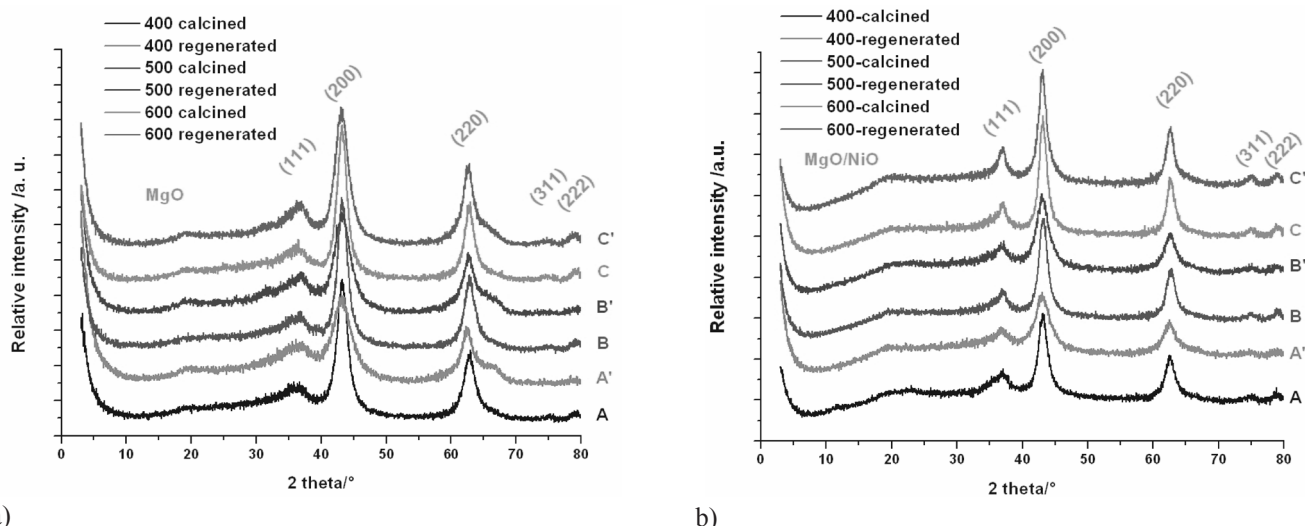 400 calcined
400 regenerated
500 calcined
500 regenerated
600 calcined
600 regenerated
(111)
(200)
(220)
(311)
(222)
MgO
C'
C
B'
B
A'
A
Relative intensity /a. u.
0 10 20 30 40 50 60 70 80
2 theta/°
a)
400-calcined
400-regenerated
500-calcined
500-regenerated
600-calcined
600-regenerated
(111)
(200)
(220)
(311)
(222)
MgO/NiO
C'
C
B'
B
A'
A
Relative intensity /a.u.
0 10 20 30 40 50 60 70 80
2 theta/°
b)